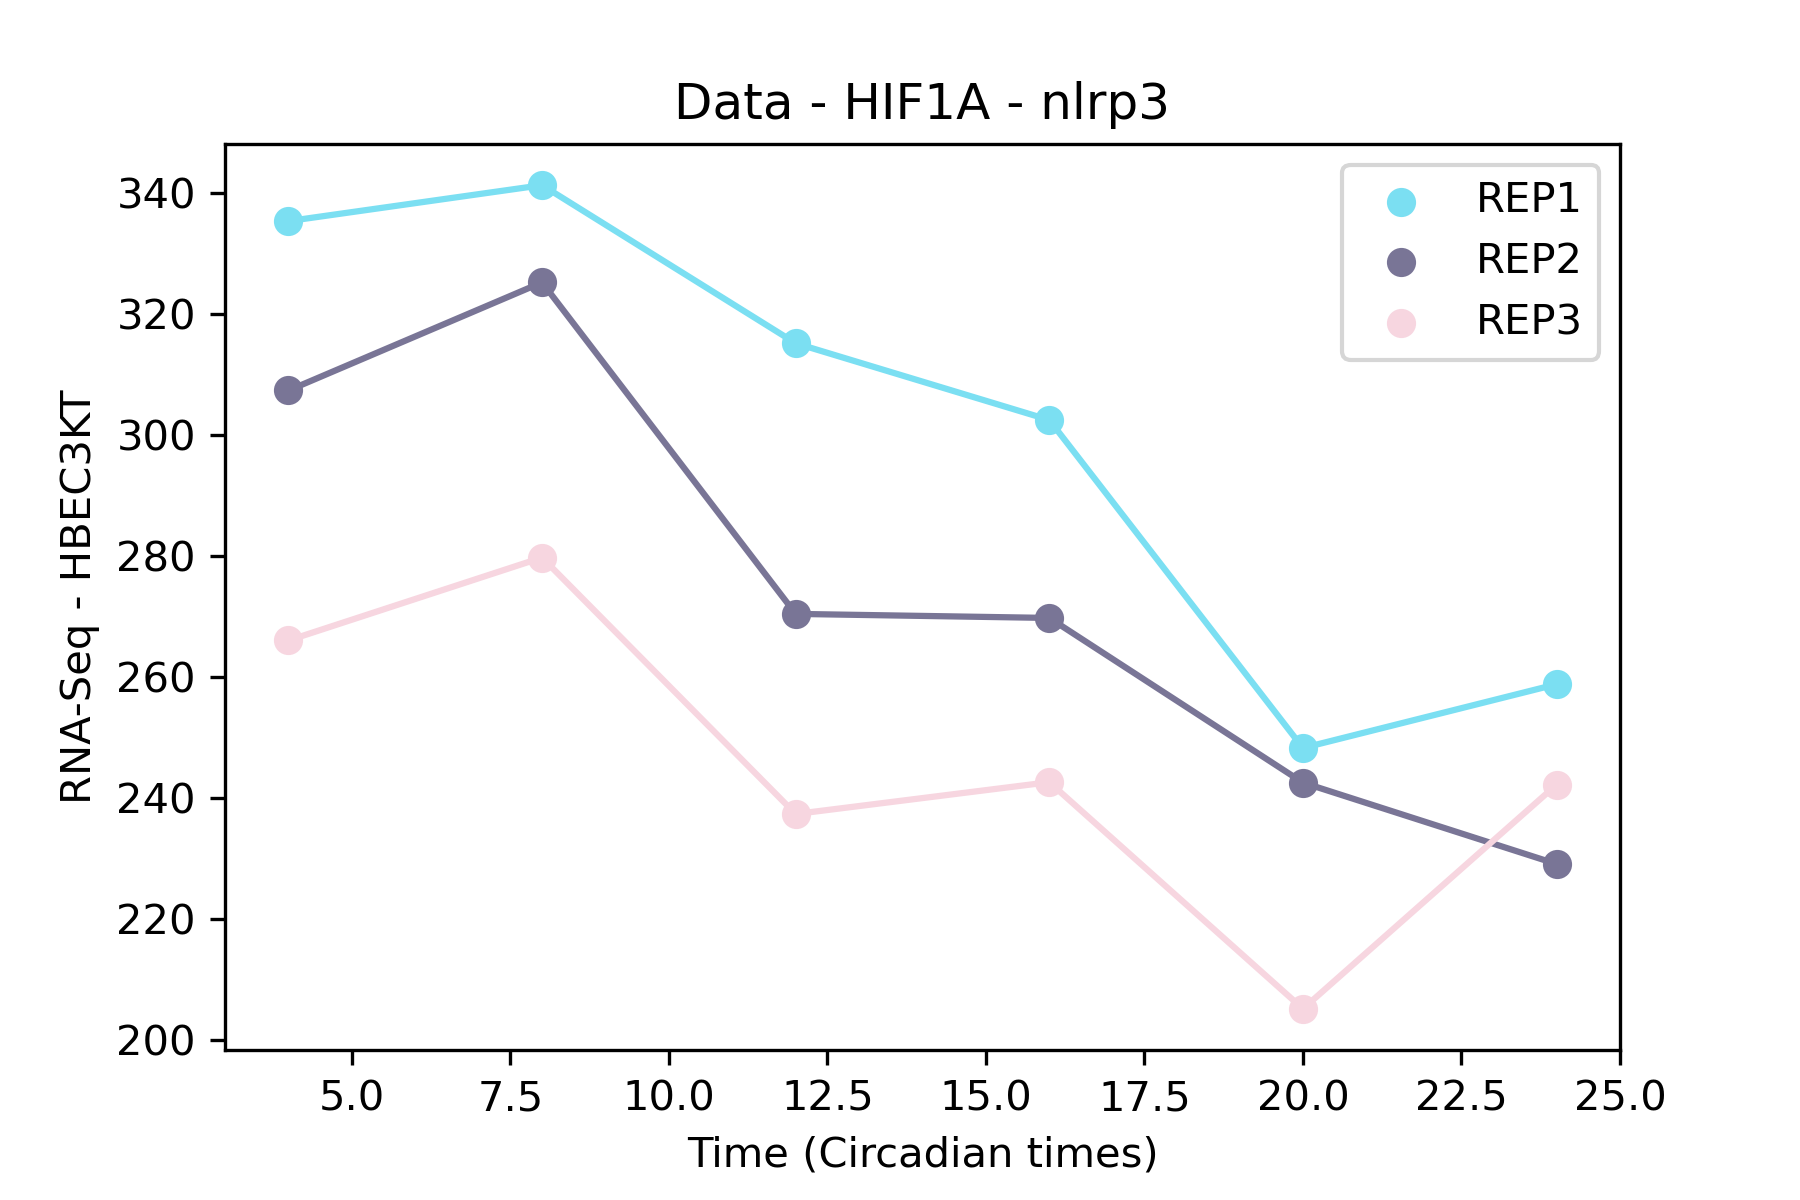 Data - HIF1A - nlrp3
REP1
REP2
REP3
RNA-Seq - HBEC3KT
340
320
300
280
260
240
220
200
5.0 7.5 10.0 12.5 15.0 17.5 20.0 22.5 25.0
Time (Circadian times)